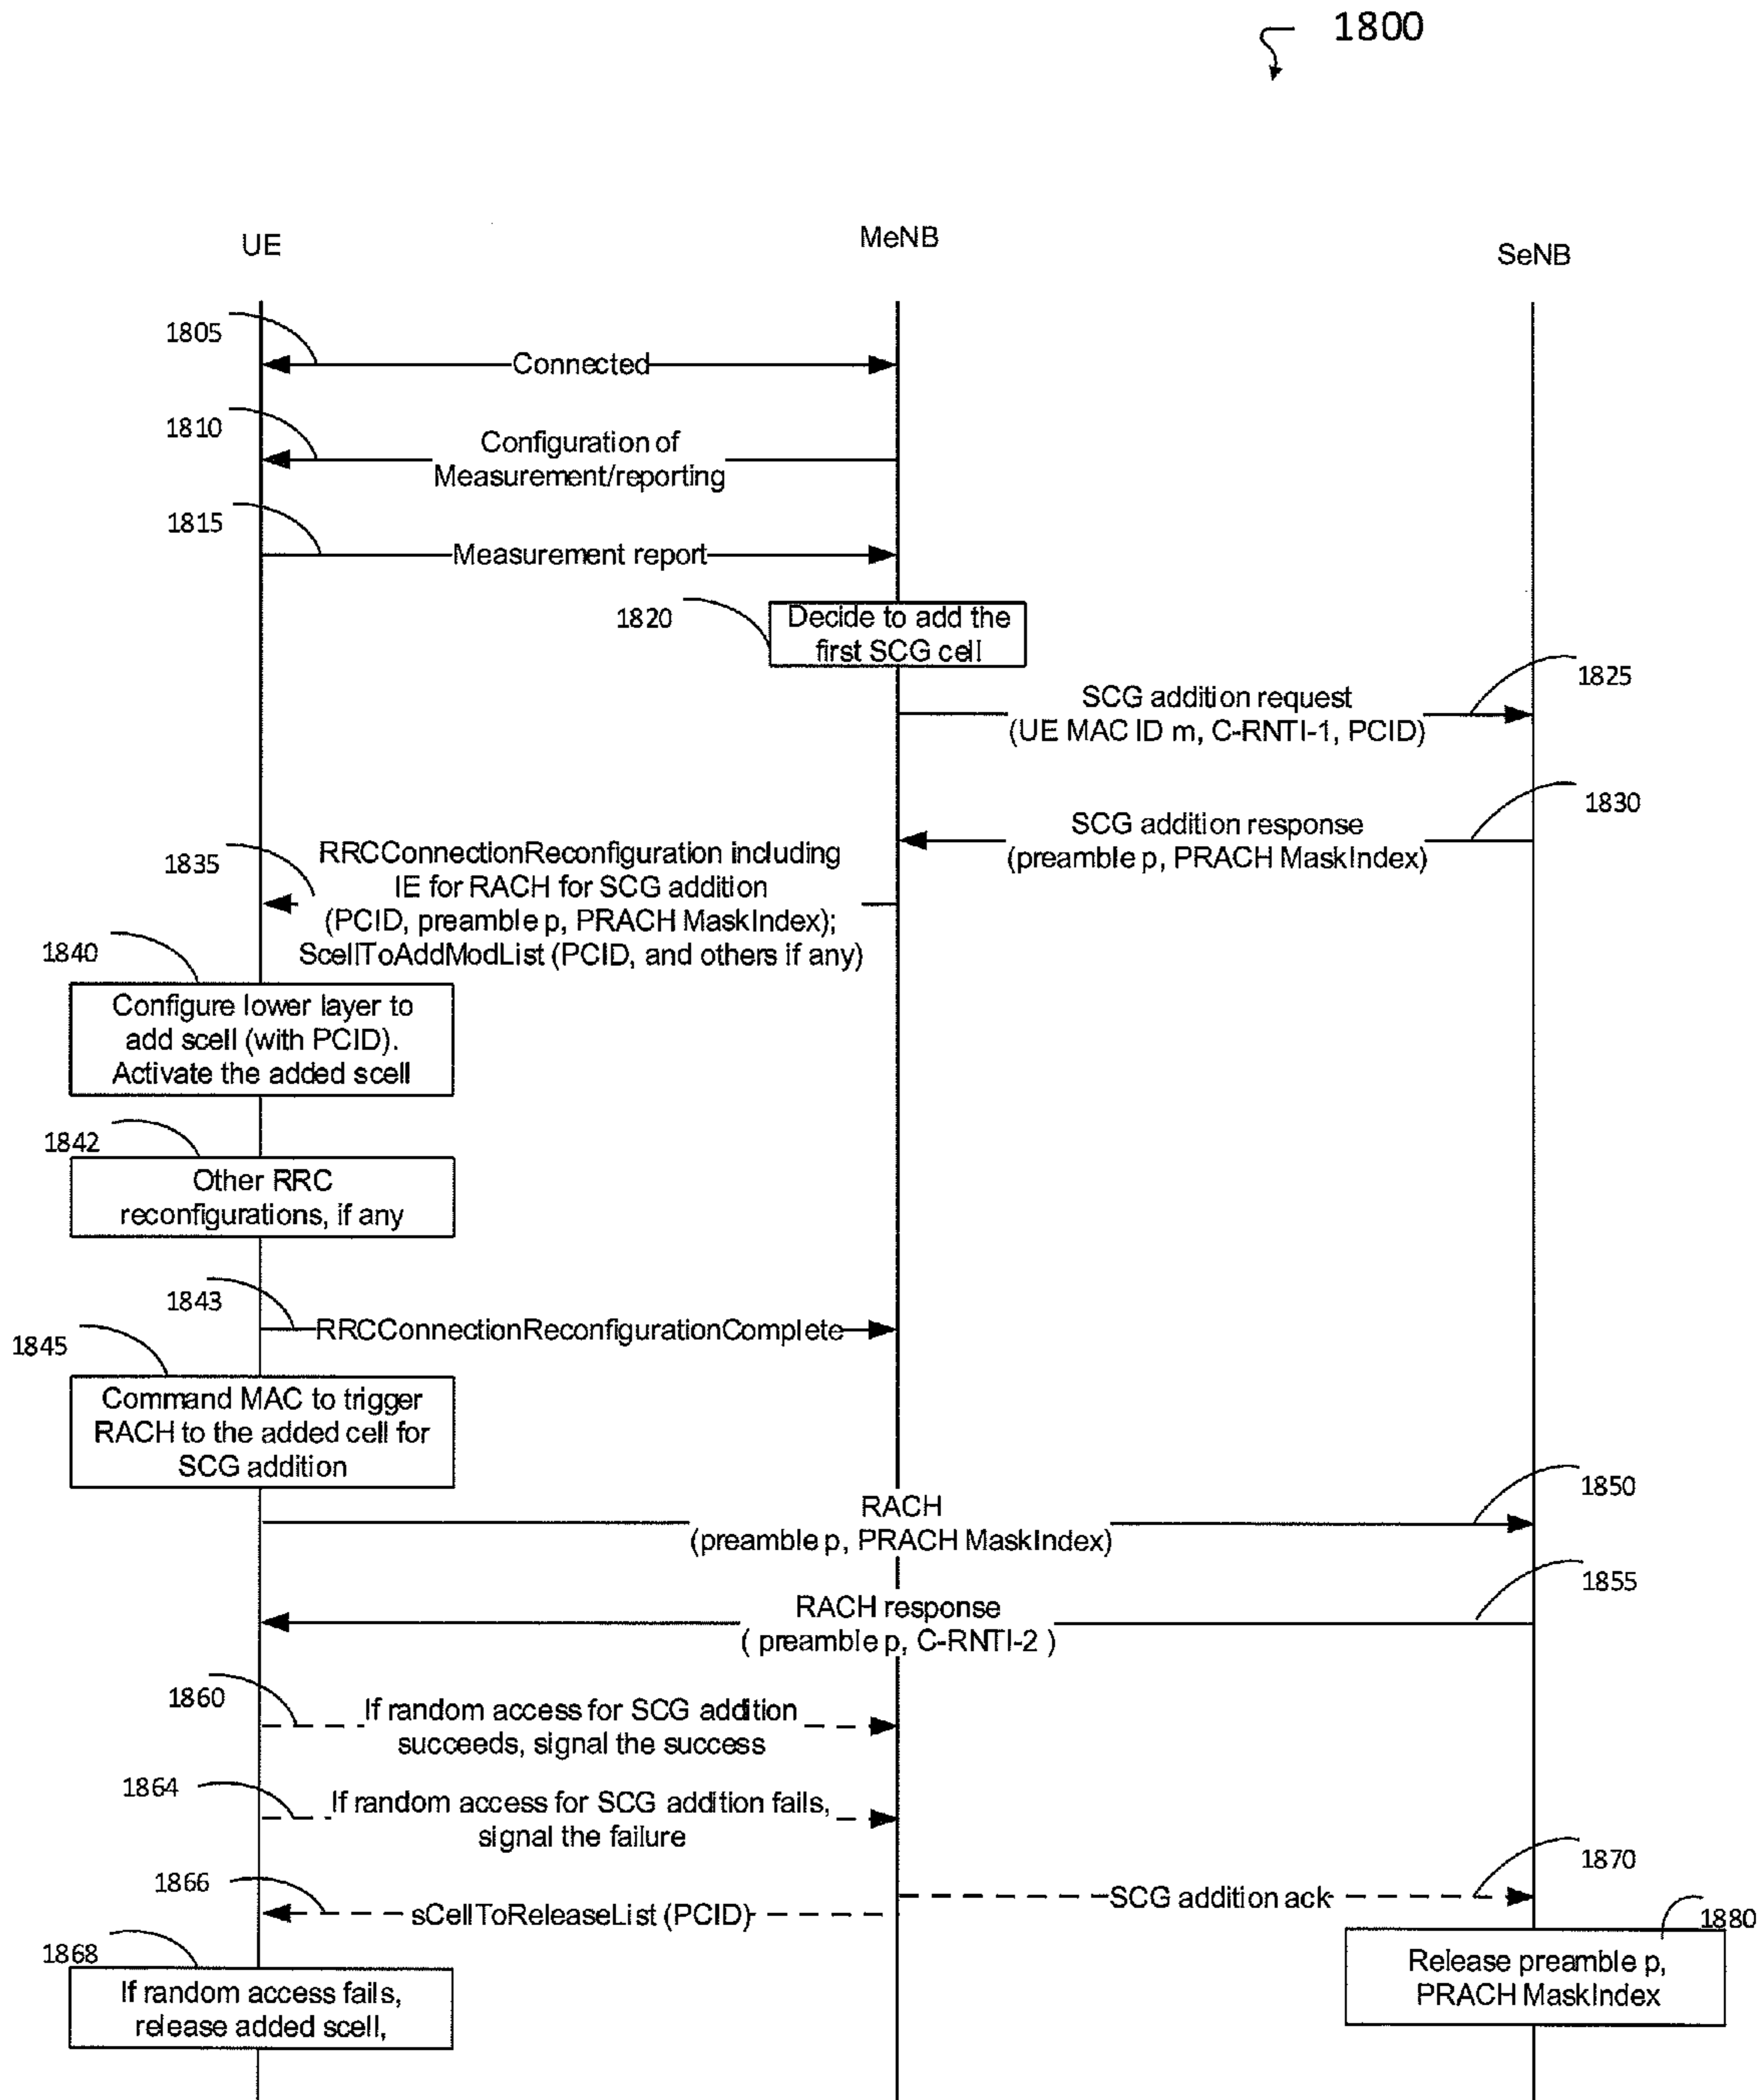 1800
UE
MeNB
SeNB
1805
Connected
1810
Configuration of
Measurement/reporting
1815
Measurement report
1820
Decide to add the
first SCG cell
1825
SCG addition request
(UE MAC ID m, C-RNTI-1, PCID)
1830
SCG addition response
(preamble p, PRACH MaskIndex)
1835
RRCConnectionReconfiguration including
IE for RACH for SCG addition
(PCID, preamble p, PRACH MaskIndex);
ScellToAddModList (PCID, and others if any)
1840
Configure lower layer to
add scell (with PCID).
Activate the added scell
1842
Other RRC
reconfigurations, if any
1843
RRCConnectionReconfigurationComplete
1845
Command MAC to trigger
RACH to the added cell for
SCG addition
1850
RACH
(preamble p, PRACH MaskIndex)
1855
RACH response
( preamble p, C-RNTI-2 )
1860
If random access for SCG addition
succeeds, signal the success
1864
If random access for SCG addition fails,
signal the failure
1870
SCG addition ack
1866
sCellToReleaseList (PCID)
1880
Release preamble p,
PRACH MaskIndex
1868
If random access fails,
release added scell,